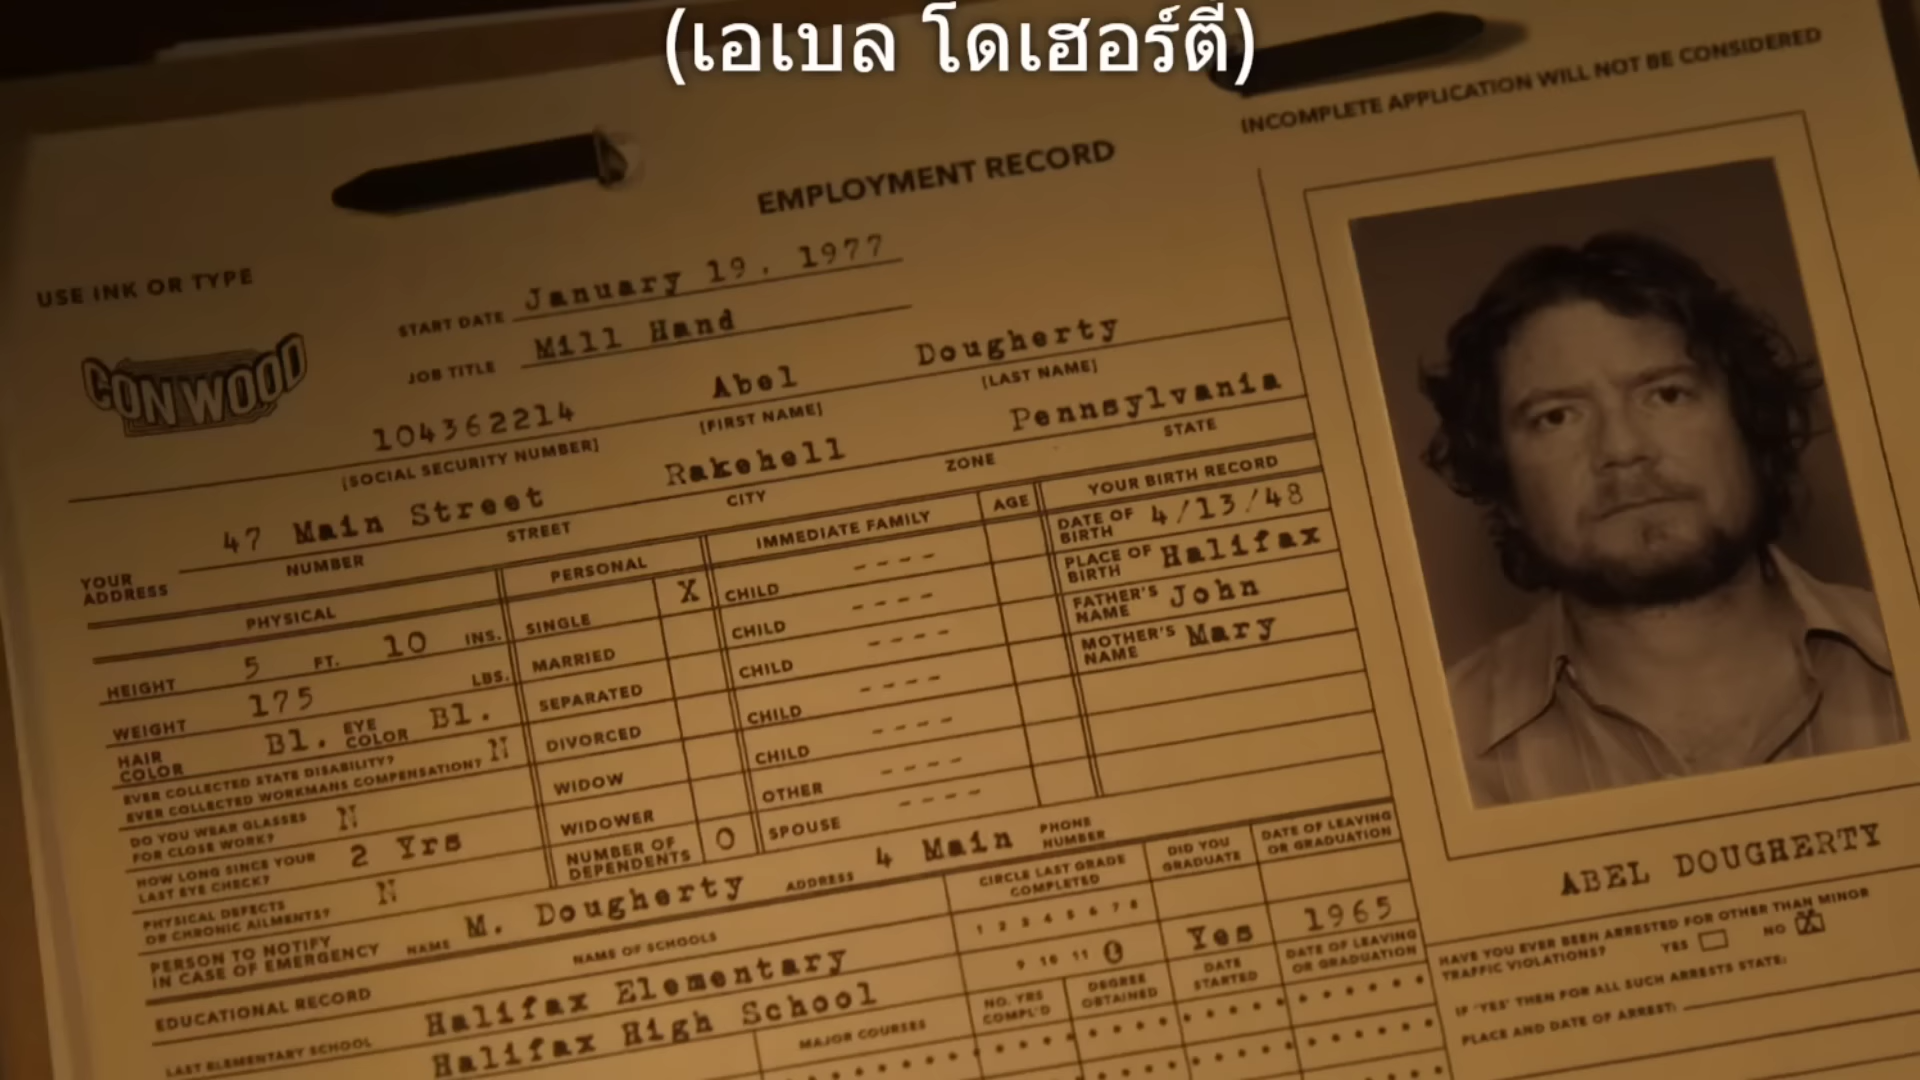 (เอเบล โดเฮอร์ตี)
INCOMPLETE APPLICATION WILL NOT BE CONSIDERED
EMPLOYMENT RECORD
USE INK OR TYPE
CONWOOD
START DATE January 19, 1977
JOB TITLE Mill Hand
104362214 Abel Dougherty
[SOCIAL SECURITY NUMBER] [FIRST NAME] [LAST NAME]
47 Main Street Rakehell Pennsylvania
YOUR ADDRESS NUMBER STREET CITY ZONE STATE
PHYSICAL PERSONAL IMMEDIATE FAMILY AGE YOUR BIRTH RECORD
HEIGHT 5 FT. 10 INS. SINGLE X CHILD ---- DATE OF BIRTH 4/13/48
WEIGHT 175 LBS. MARRIED CHILD ---- PLACE OF BIRTH Halifax
HAIR COLOR Bl. EYE COLOR Bl. SEPARATED CHILD ---- FATHER'S NAME John
EVER COLLECTED STATE DISABILITY? DIVORCED CHILD ---- MOTHER'S NAME Mary
EVER COLLECTED WORKMANS COMPENSATION? N
DO YOU WEAR GLASSES FOR CLOSE WORK? N WIDOW CHILD ----
HOW LONG SINCE YOUR LAST EYE CHECK? 2 Yrs WIDOWER OTHER ----
PHYSICAL DEFECTS OR CHRONIC AILMENTS? N NUMBER OF DEPENDENTS 0 SPOUSE ----
PERSON TO NOTIFY IN CASE OF EMERGENCY NAME M. Dougherty ADDRESS 4 Main PHONE NUMBER
EDUCATIONAL RECORD NAME OF SCHOOLS CIRCLE LAST GRADE COMPLETED DID YOU GRADUATE DATE OF LEAVING OR GRADUATION
LAST ELEMENTARY SCHOOL Halifax Elementary 1 2 3 4 5 6 7 8
Halifax High School 9 10 11 Yes 1965
MAJOR COURSES NO. YRS COMPL'D DEGREE OBTAINED DATE STARTED DATE OF LEAVING OR GRADUATION
ABEL DOUGHERTY
HAVE YOU EVER BEEN ARRESTED FOR OTHER THAN MINOR
TRAFFIC VIOLATIONS? YES NO X
IF "YES" THEN FOR ALL SUCH ARRESTS STATE:
PLACE AND DATE OF ARREST: